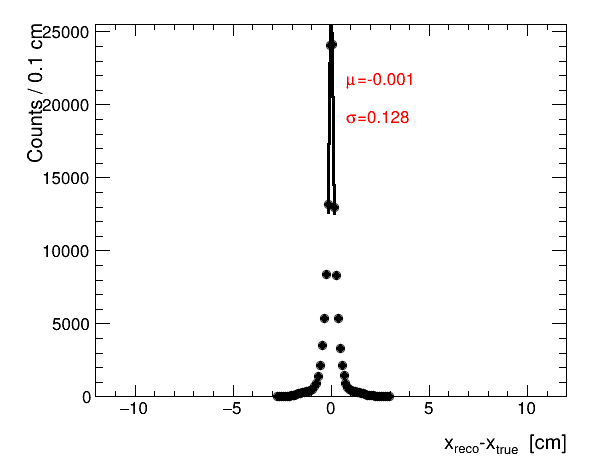 Counts / 0.1 cm
25000
20000
15000
10000
5000
0
μ=-0.001
σ=0.128
−10 −5 0 5 10
x_reco-x_true [cm]